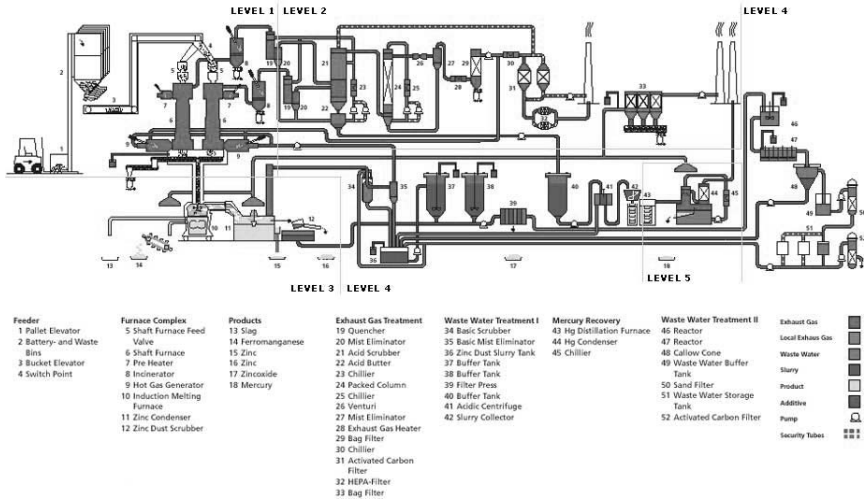 LEVEL 1 LEVEL 2 LEVEL 4
LEVEL 3 LEVEL 4 LEVEL 5
Feeder
1 Pallet Elevator
2 Battery- and Waste
Bins
3 Bucket Elevator
4 Switch Point
Furnace Complex
5 Shaft Furnace Feed
Valve
6 Shaft Furnace
7 Pre Heater
8 Incinerator
9 Hot Gas Generator
10 Induction Melting
Furnace
11 Zinc Condenser
12 Zinc Dust Scrubber
Products
13 Slag
14 Ferromanganese
15 Zinc
16 Zinc
17 Zincoxide
18 Mercury
Exhaust Gas Treatment
19 Quencher
20 Mist Eliminator
21 Acid Scrubber
22 Acid Butter
23 Chillier
24 Packed Column
25 Chillier
26 Venturi
27 Mist Eliminator
28 Exhaust Gas Heater
29 Bag Filter
30 Chillier
31 Activated Carbon
Filter
32 HEPA-Filter
33 Bag Filter
Waste Water Treatment I
34 Basic Scrubber
35 Basic Mist Eliminator
36 Zinc Dust Slurry Tank
37 Buffer Tank
38 Buffer Tank
39 Filter Press
40 Buffer Tank
41 Acidic Centrifuge
42 Slurry Collector
Mercury Recovery
43 Hg Distillation Furnace
44 Hg Condenser
45 Chillier
Waste Water Treatment II
46 Reactor
47 Reactor
48 Callow Cone
49 Waste Water Buffer
Tank
50 Sand Filter
51 Waste Water Storage
Tank
52 Activated Carbon Filter
Exhaust Gas
Local Exhaus Gas
Waste Water
Slurry
Product
Additive
Pump
Security Tubes